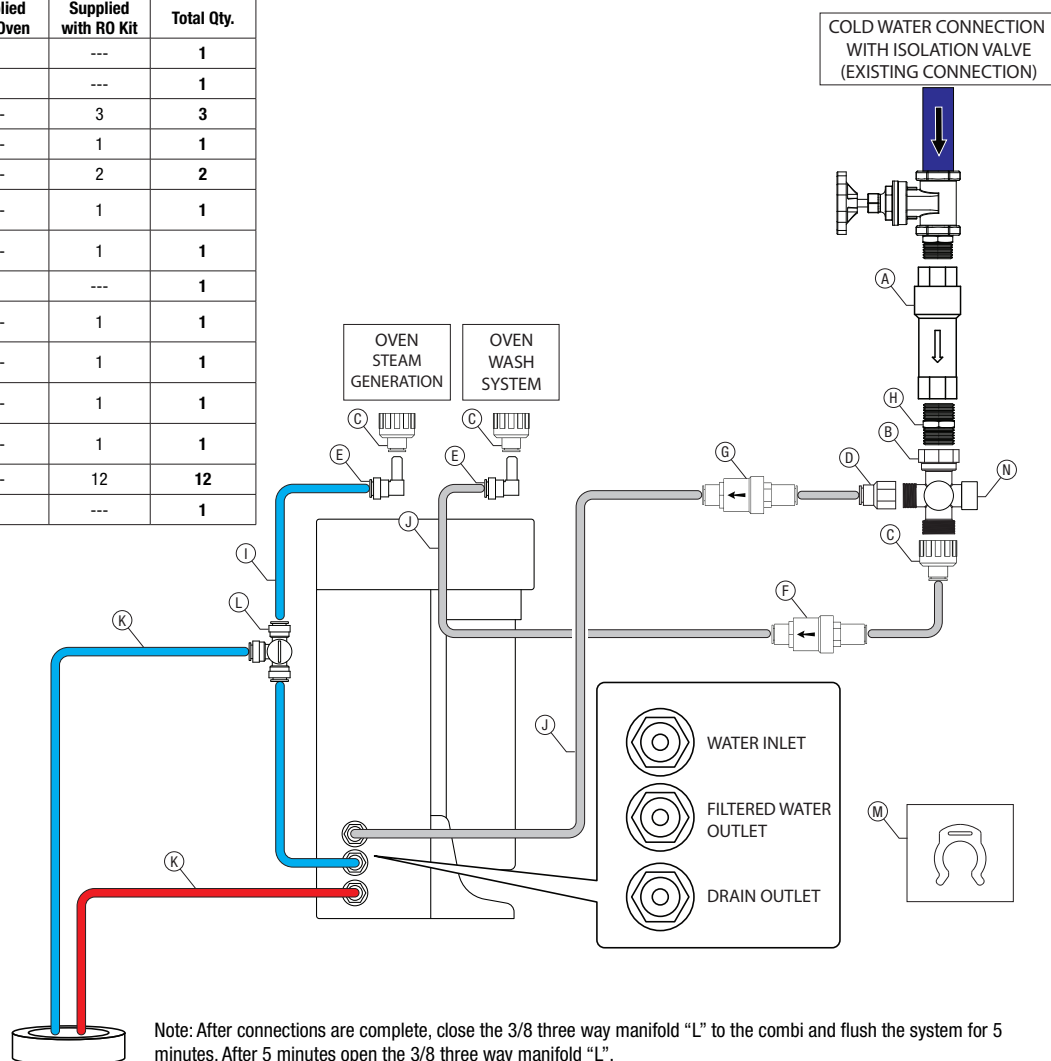 plied Oven | Supplied with RO Kit | Total Qty.
--- | 1
--- | 1
- | 3 | 3
- | 1 | 1
- | 2 | 2
- | 1 | 1
- | 1 | 1
--- | 1
- | 1 | 1
- | 1 | 1
- | 1 | 1
- | 1 | 1
- | 12 | 12
--- | 1
COLD WATER CONNECTION
WITH ISOLATION VALVE
(EXISTING CONNECTION)
A
H
B
D
N
C
G
F
OVEN
STEAM
GENERATION
OVEN
WASH
SYSTEM
C
C
E
E
J
I
L
K
J
WATER INLET
FILTERED WATER
OUTLET
DRAIN OUTLET
M
K
Note: After connections are complete, close the 3/8 three way manifold “L” to the combi and flush the system for 5
minutes. After 5 minutes open the 3/8 three way manifold “L”.